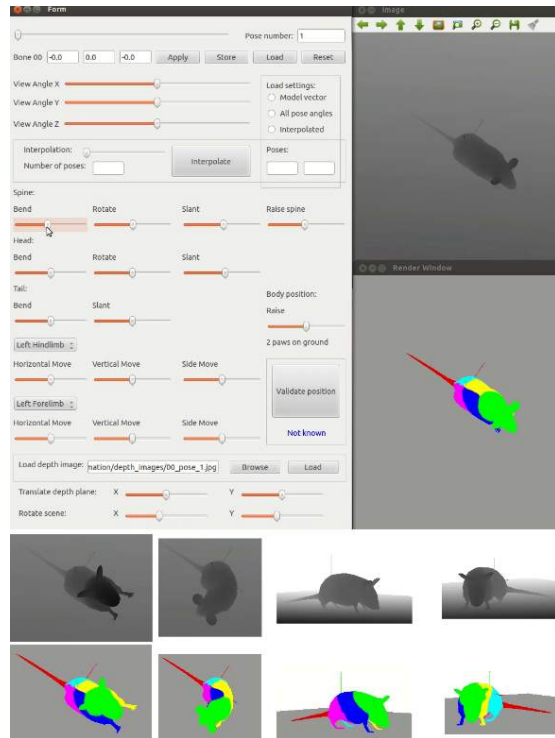 Form
Pose number: 1
Bone 00 -0.0 0.0 -0.0 Apply Store Load Reset
View Angle X
View Angle Y
View Angle Z
Load settings:
Model vector
All pose angles
Interpolated
Interpolation:
Number of poses:
Interpolate
Poses:
Spine:
Bend Rotate Slant Raise spine
Head:
Bend Rotate Slant
Tail:
Bend Slant
Body position:
Raise
2 paws on ground
Left Hindlimb
Horizontal Move Vertical Move Side Move
Left Forelimb
Horizontal Move Vertical Move Side Move
Validate position
Not known
Load depth image: nation/depth_images/00_pose_1.jpg Browse Load
Translate depth plane: X Y
Rotate scene: X Y
Image
Render Window